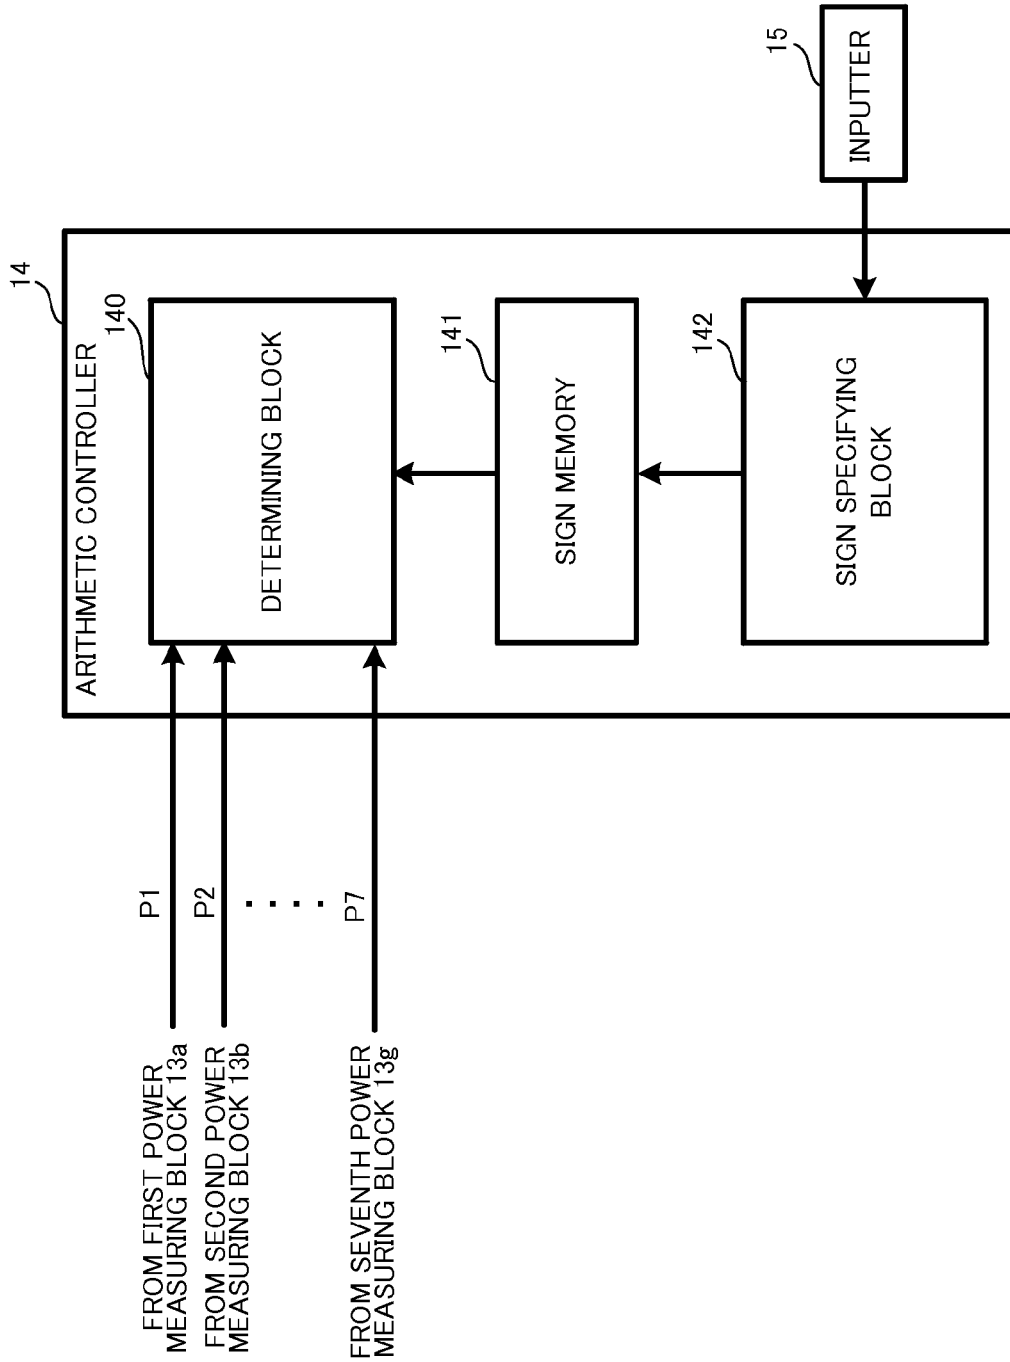 14
ARITHMETIC CONTROLLER
140
DETERMINING BLOCK
141
SIGN MEMORY
142
SIGN SPECIFYING
BLOCK
15
INPUTTER
P1
P2
P7
FROM FIRST POWER
MEASURING BLOCK 13a
FROM SECOND POWER
MEASURING BLOCK 13b
FROM SEVENTH POWER
MEASURING BLOCK 13g